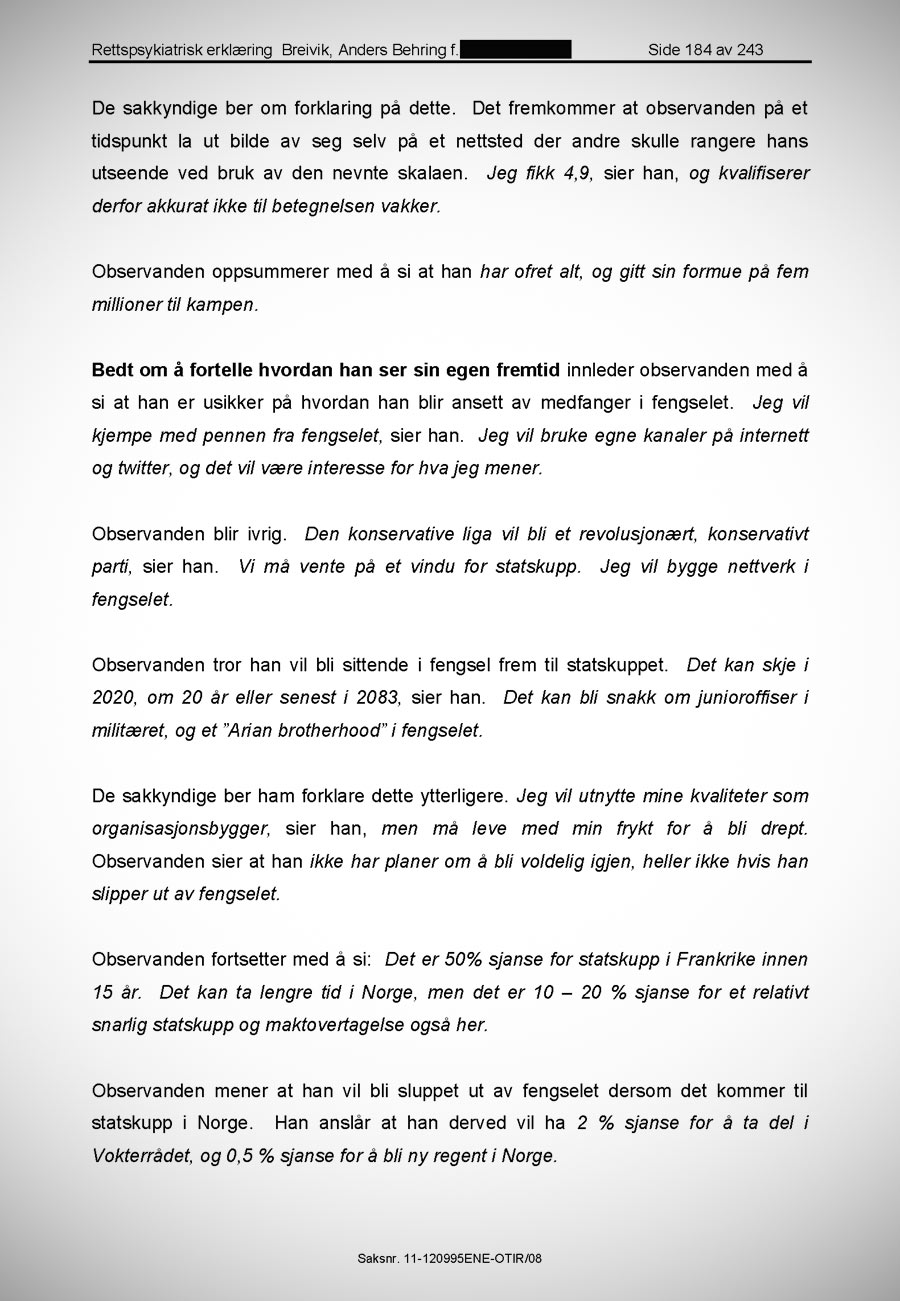 Rettspsykiatrisk erklæring Breivik, Anders Behring f. Side 184 av 243
De sakkyndige ber om forklaring på dette. Det fremkommer at observanden på et
tidspunkt la ut bilde av seg selv på et nettsted der andre skulle rangere hans
utseende ved bruk av den nevnte skalaen. Jeg fikk 4,9, sier han, og kvalifiserer
derfor akkurat ikke til betegnelsen vakker.
Observanden oppsummerer med å si at han har ofret alt, og gitt sin formue på fem
millioner til kampen.
Bedt om å fortelle hvordan han ser sin egen fremtid innleder observanden med å
si at han er usikker på hvordan han blir ansett av medfanger i fengselet. Jeg vil
kjempe med pennen fra fengselet, sier han. Jeg vil bruke egne kanaler på internett
og twitter, og det vil være interesse for hva jeg mener.
Observanden blir ivrig. Den konservative liga vil bli et revolusjonært, konservativt
parti, sier han. Vi må vente på et vindu for statskupp. Jeg vil bygge nettverk i
fengselet.
Observanden tror han vil bli sittende i fengsel frem til statskuppet. Det kan skje i
2020, om 20 år eller senest i 2083, sier han. Det kan bli snakk om junioroffiser i
militæret, og et ”Arian brotherhood” i fengselet.
De sakkyndige ber ham forklare dette ytterligere. Jeg vil utnytte mine kvaliteter som
organisasjonsbygger, sier han, men må leve med min frykt for å bli drept.
Observanden sier at han ikke har planer om å bli voldelig igjen, heller ikke hvis han
slipper ut av fengselet.
Observanden fortsetter med å si: Det er 50% sjanse for statskupp i Frankrike innen
15 år. Det kan ta lengre tid i Norge, men det er 10 – 20 % sjanse for et relativt
snarlig statskupp og maktovertagelse også her.
Observanden mener at han vil bli sluppet ut av fengselet dersom det kommer til
statskupp i Norge. Han anslår at han derved vil ha 2 % sjanse for å ta del i
Vokterrådet, og 0,5 % sjanse for å bli ny regent i Norge.
Saksnr. 11-120995ENE-OTIR/08